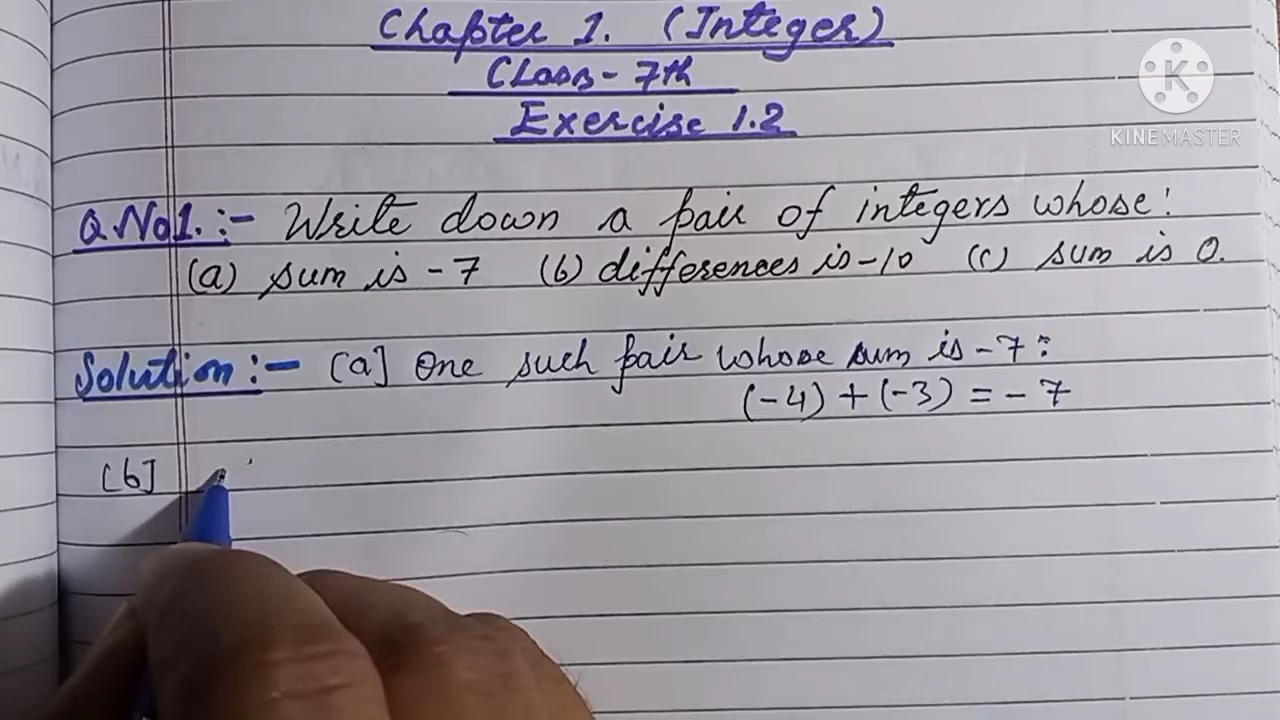 Chapter 1. (Integer)
Class - 7th
Exercise 1.2
K
KINEMASTER
Q.No1. :- Write down a pair of integers whose:
(a) sum is -7 (b) differences is -10 (c) sum is 0.
Solution :- [a] One such pair whose sum is -7:
(-4) + (-3) = -7
[b]